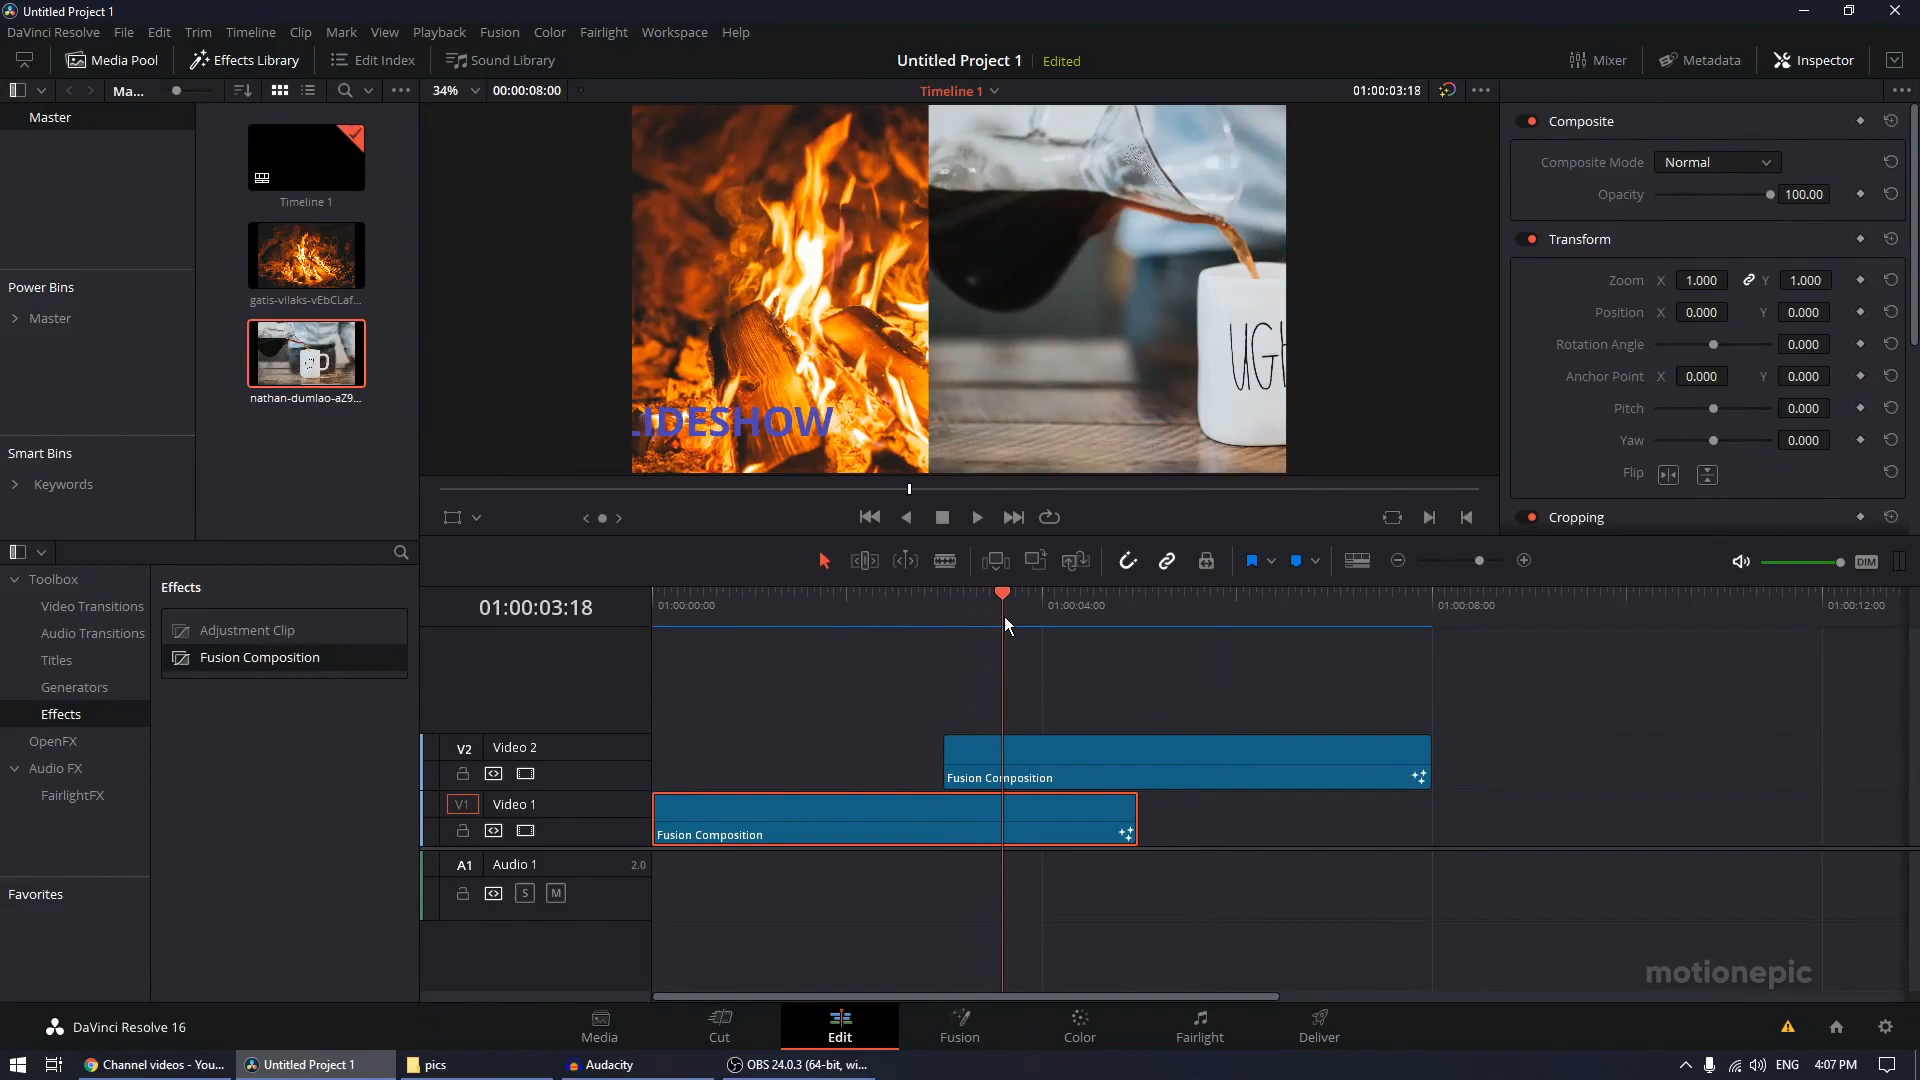 Untitled Project 1
DaVinci Resolve File Edit Trim Timeline Clip Mark View Playback Fusion Color Fairlight Workspace Help
Media Pool Effects Library Edit Index Sound Library Untitled Project 1 Edited Mixer Metadata Inspector
Ma... 34% 00:00:08:00 Timeline 1 01:00:03:18
Master
Timeline 1
gatis-vilaks-vEbCLaf...
nathan-dumlao-aZ9...
Power Bins
Master
Smart Bins
Keywords
UGH
LIDESHOW
Composite
Composite Mode Normal
Opacity 100.00
Transform
Zoom X 1.000 Y 1.000
Position X 0.000 Y 0.000
Rotation Angle 0.000
Anchor Point X 0.000 Y 0.000
Pitch 0.000
Yaw 0.000
Flip
Cropping
Toolbox
Video Transitions
Audio Transitions
Titles
Generators
Effects
OpenFX
Audio FX
FairlightFX
Favorites
Effects
Adjustment Clip
Fusion Composition
DIM
01:00:03:18
01:00:00:00 01:00:04:00 01:00:08:00 01:00:12:00
V2 Video 2
Fusion Composition
V1 Video 1
Fusion Composition
A1 Audio 1 2.0
S M
motionepic
DaVinci Resolve 16
Media Cut Edit Fusion Color Fairlight Deliver
Channel videos - You... Untitled Project 1 pics Audacity OBS 24.0.3 (64-bit, wi... ENG 4:07 PM